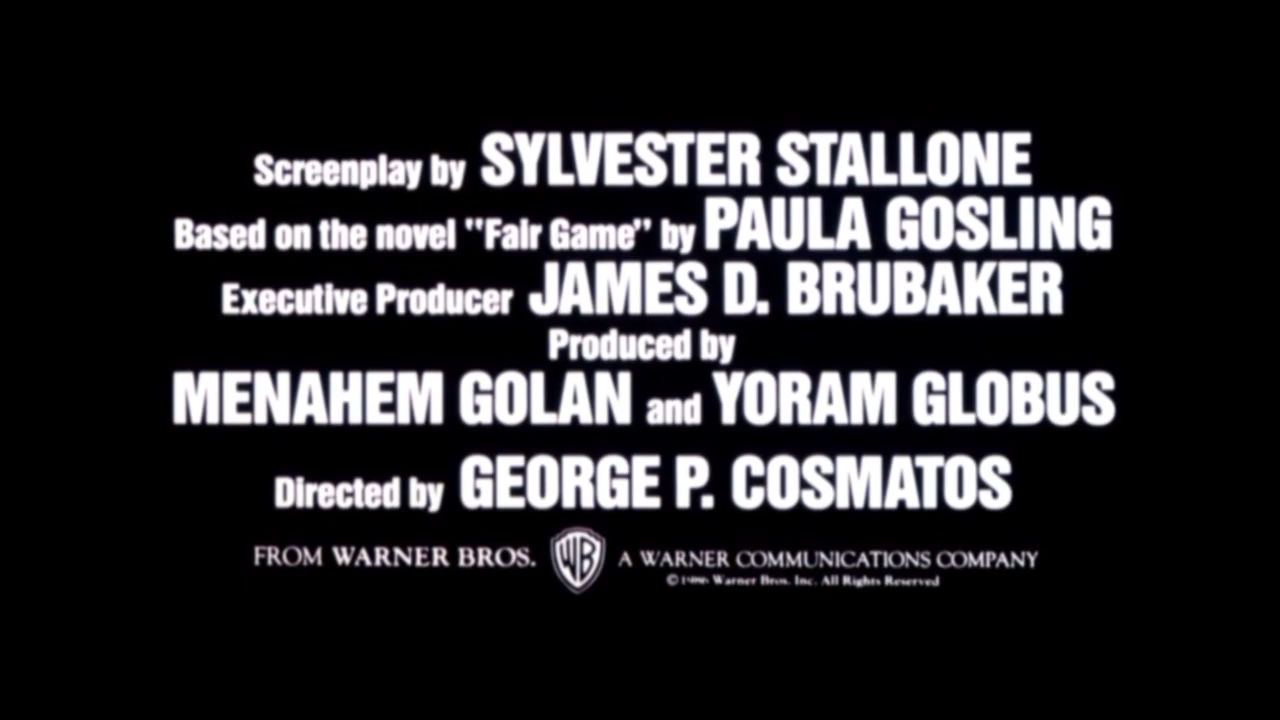 Screenplay by SYLVESTER STALLONE
Based on the novel "Fair Game" by PAULA GOSLING
Executive Producer JAMES D. BRUBAKER
Produced by
MENAHEM GOLAN and YORAM GLOBUS
Directed by GEORGE P. COSMATOS
FROM WARNER BROS. WB A WARNER COMMUNICATIONS COMPANY
© Warner Bros. Inc. All Rights Reserved